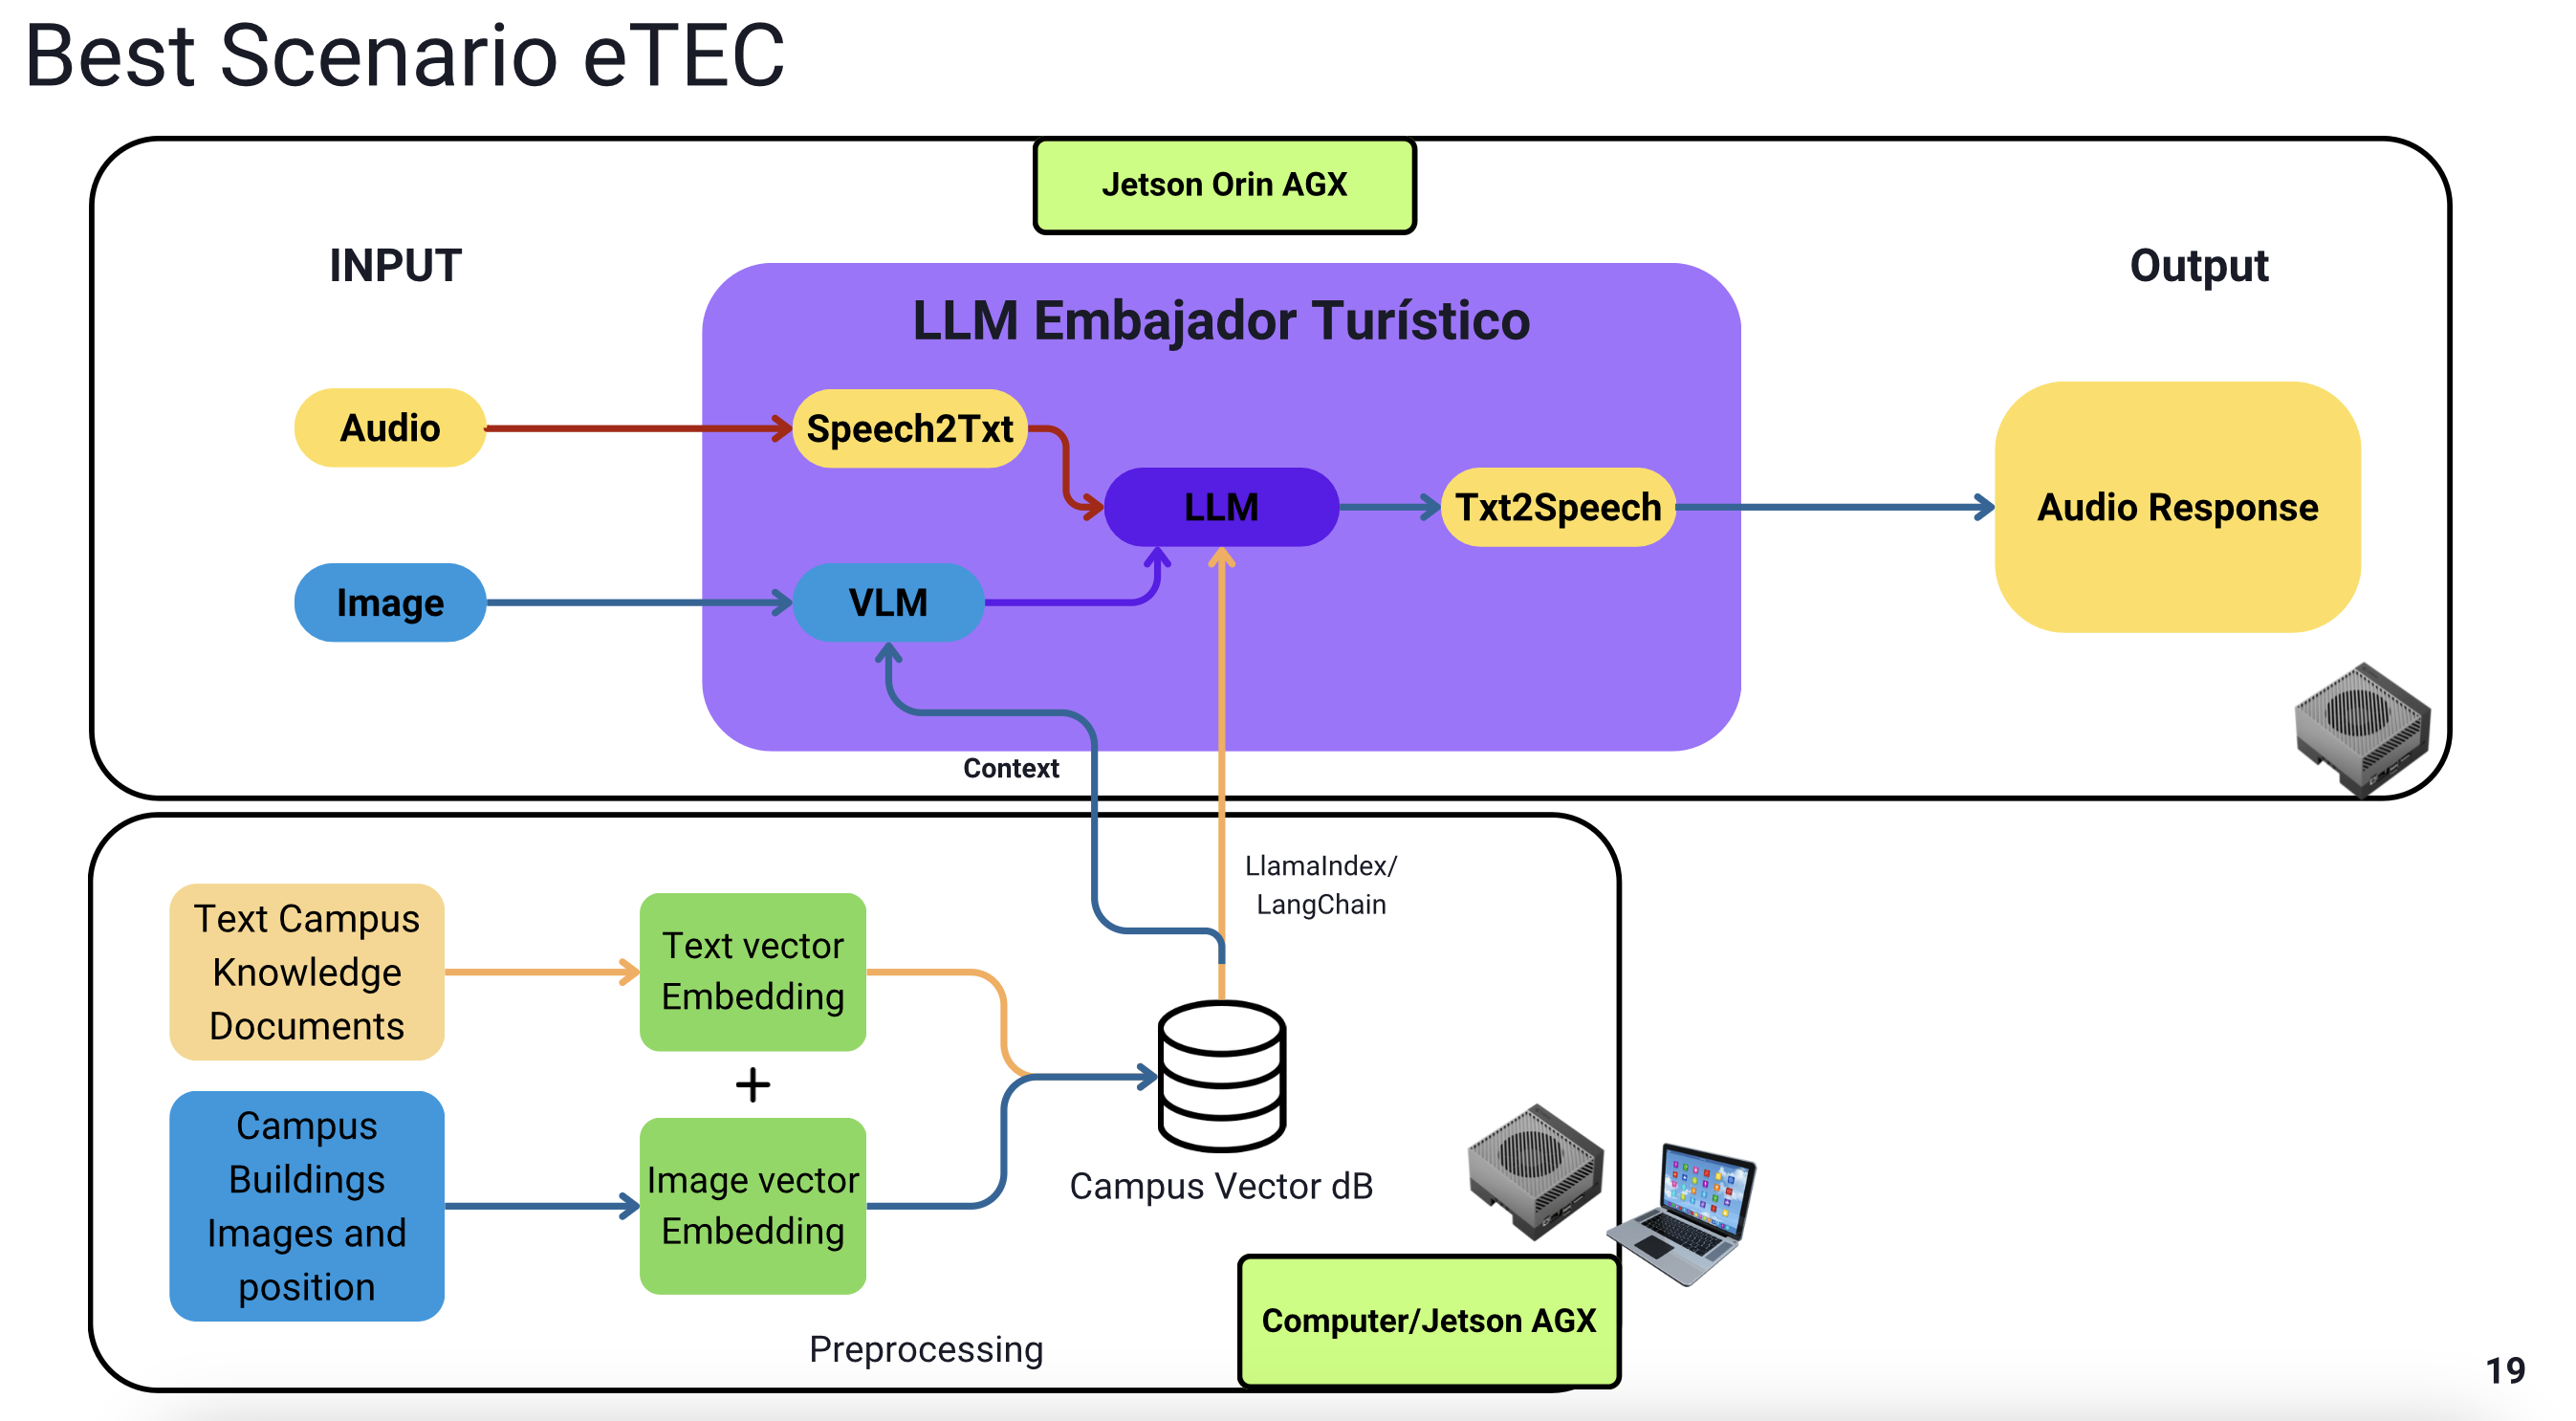 Best Scenario eTEC
Jetson Orin AGX
INPUT
Output
LLM Embajador Turístico
Audio
Speech2Txt
LLM
Txt2Speech
Audio Response
Image
VLM
Context
LlamaIndex/
LangChain
Text Campus
Knowledge
Documents
Text vector
Embedding
+
Campus
Buildings
Images and
position
Image vector
Embedding
Campus Vector dB
Computer/Jetson AGX
Preprocessing
19